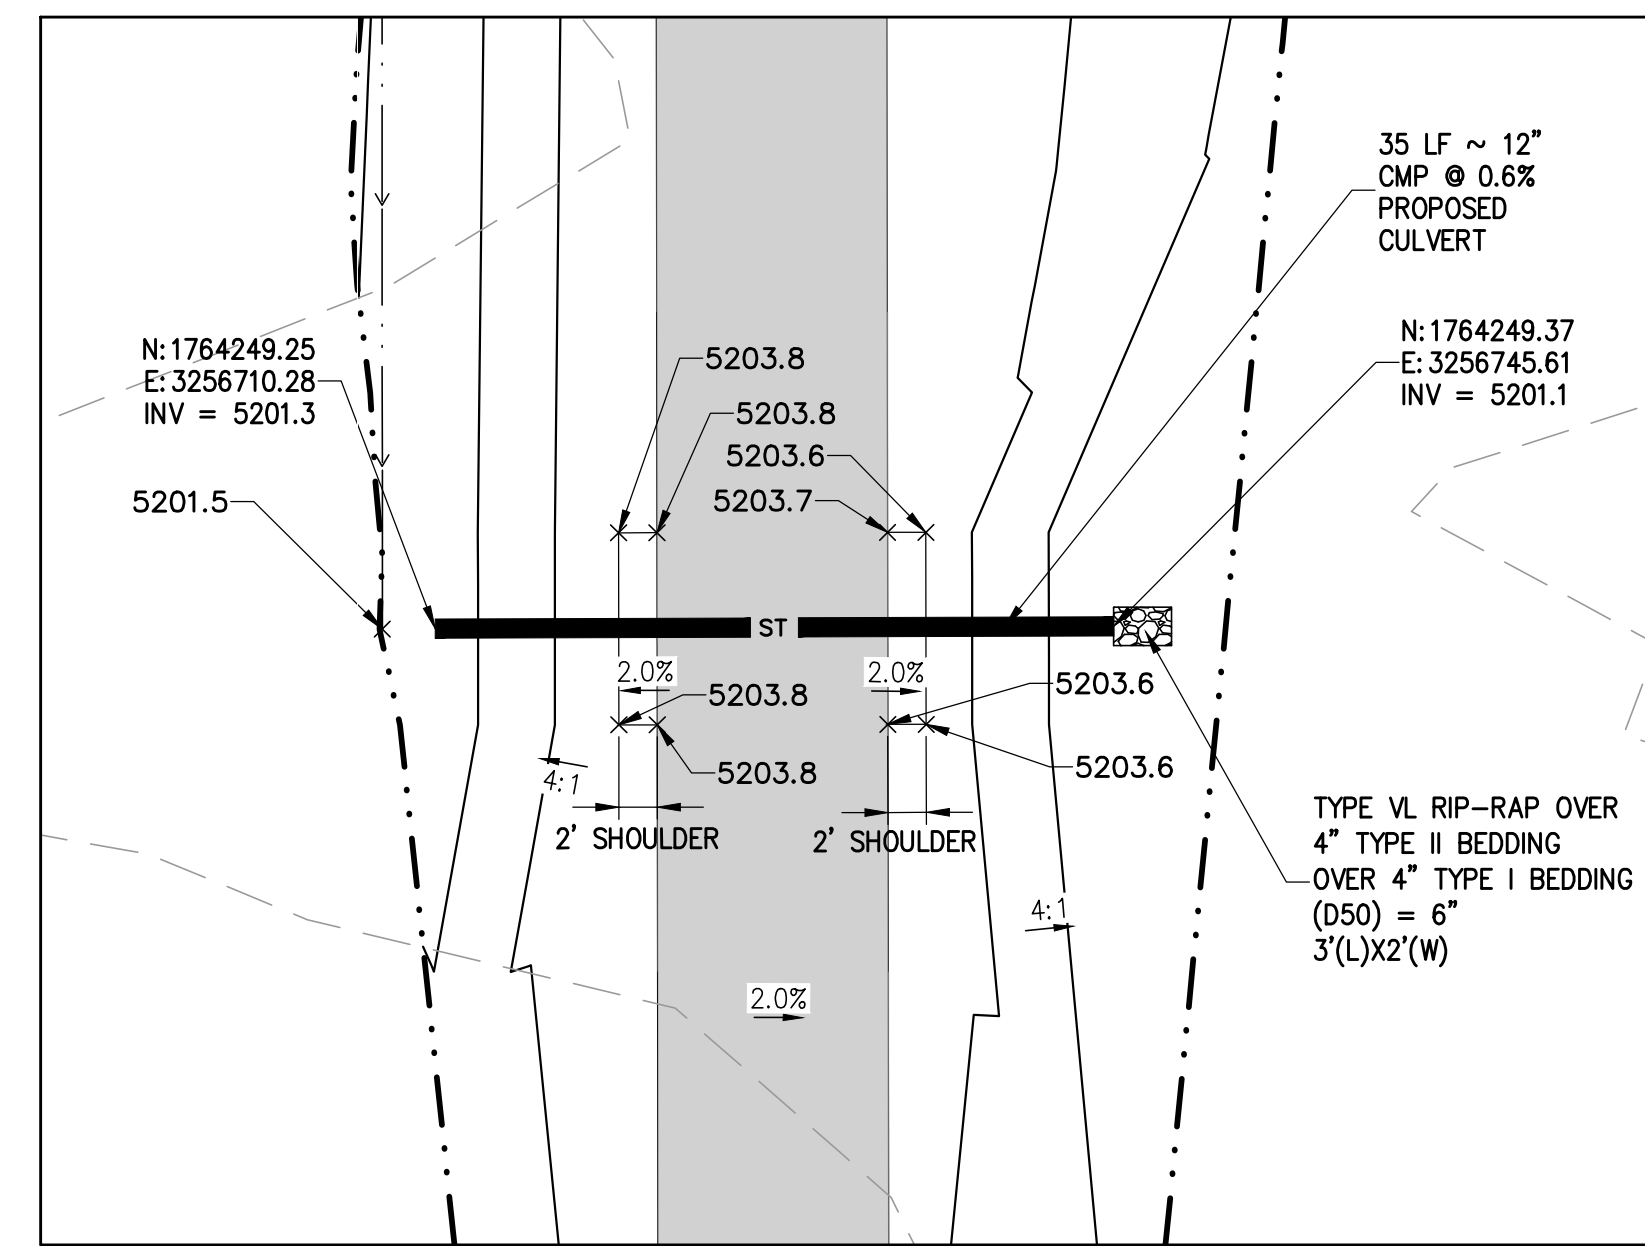 35 LF ~ 12"
CMP @ 0.6%
PROPOSED
CULVERT
N:1764249.25
E:3256710.28
INV = 5201.3
N:1764249.37
E:3256745.61
INV = 5201.1
5203.8
5203.8
5203.6
5203.7
5201.5
ST
2.0%
2.0%
5203.8
5203.6
5203.8
5203.6
4:1
2' SHOULDER
2' SHOULDER
TYPE VL RIP-RAP OVER
4" TYPE II BEDDING
OVER 4" TYPE I BEDDING
(D50) = 6"
3'(L)X2'(W)
4:1
2.0%